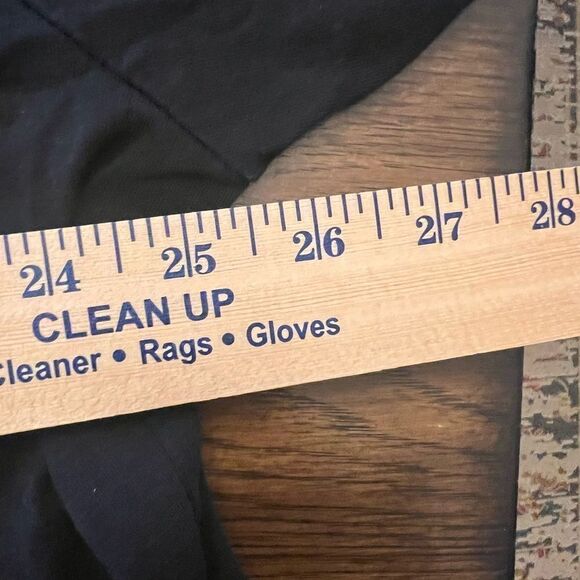 24 25 26 27 28
CLEAN UP
Cleaner • Rags • Gloves